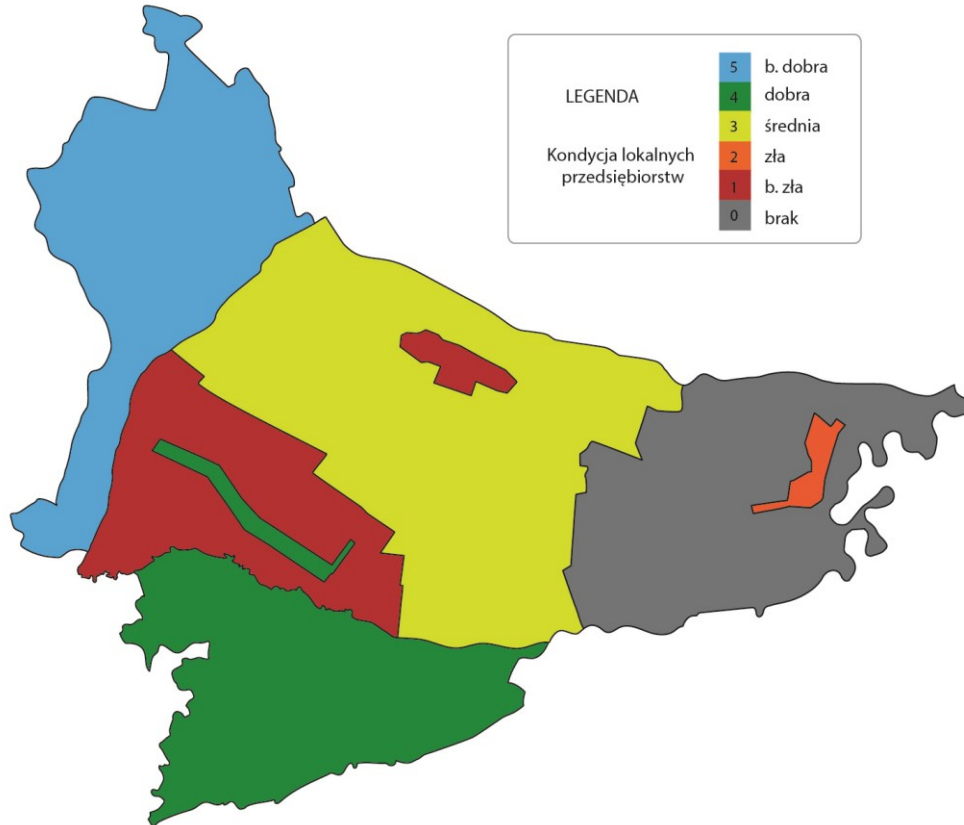 LEGENDA
Kondycja lokalnych
przedsiębiorstw
5 b. dobra
4 dobra
3 średnia
2 zła
1 b. zła
0 brak